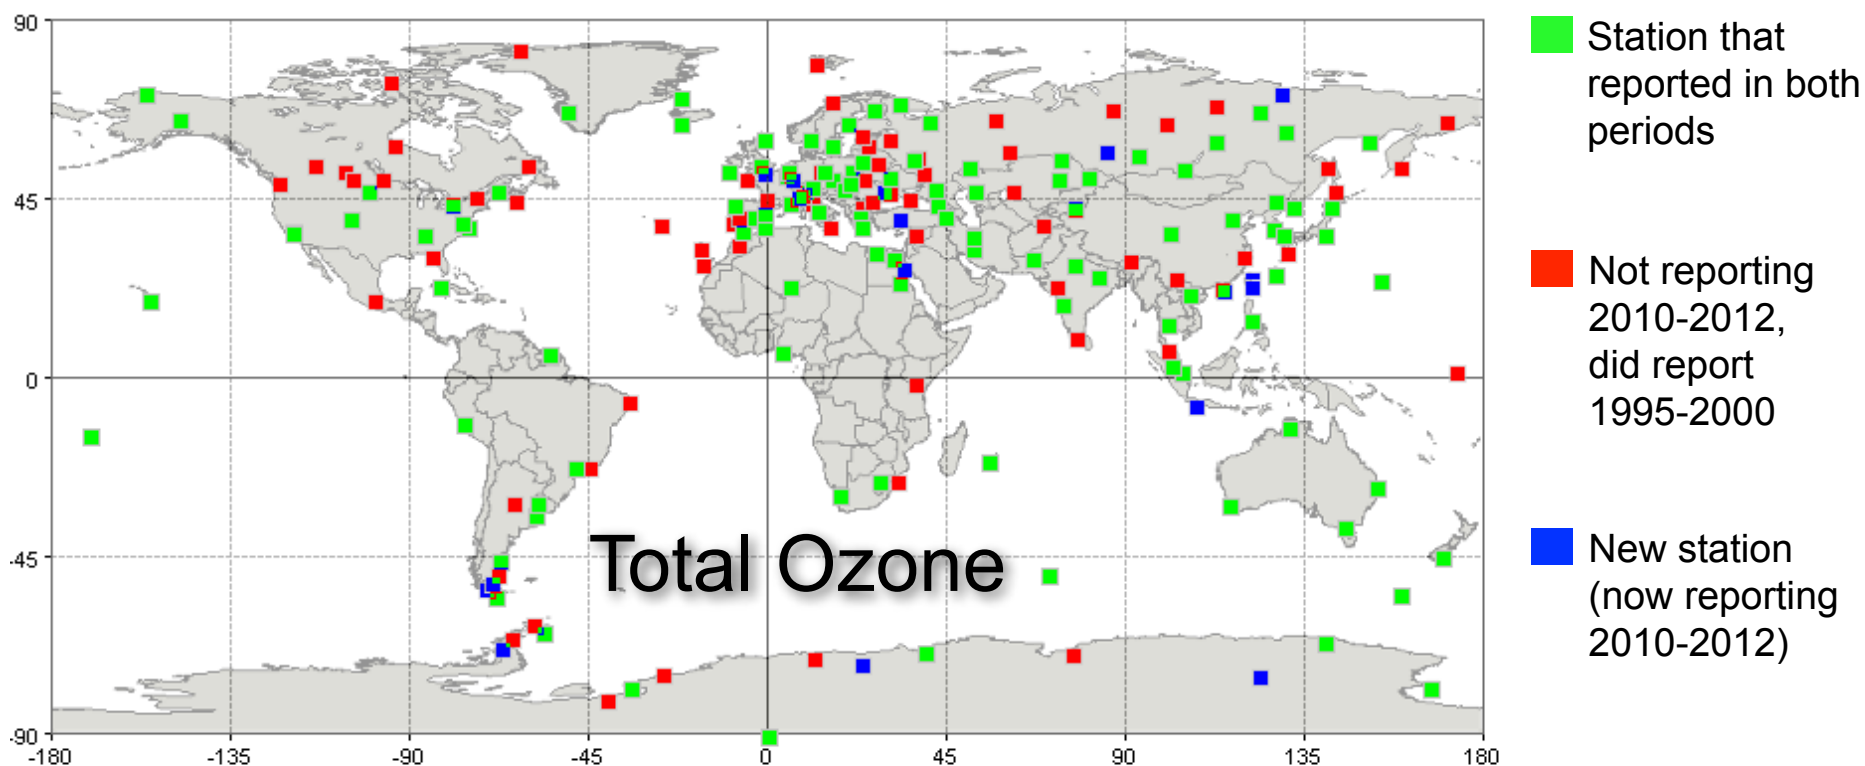 90
45
0
-45
-90
-180
-135
-90
-45
0
45
90
135
180
Total Ozone
Station that
reported in both
periods
Not reporting
2010-2012,
did report
1995-2000
New station
(now reporting
2010-2012)